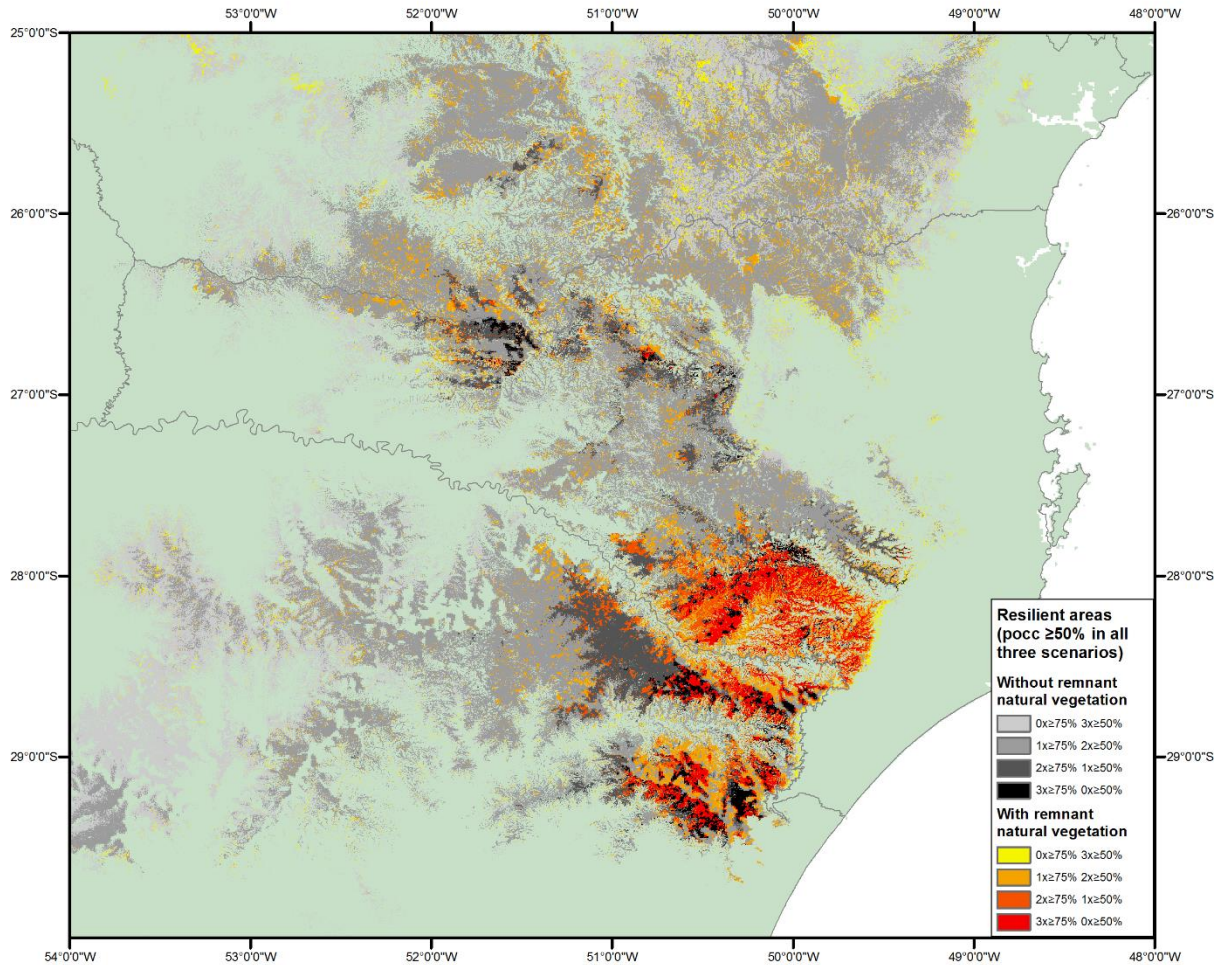 53°0'0"W 52°0'0"W 51°0'0"W 50°0'0"W 49°0'0"W 48°0'0"W
25°0'0"S
26°0'0"S 26°0'0"S
27°0'0"S 27°0'0"S
28°0'0"S 28°0'0"S
Resilient areas
(pocc ≥50% in all
three scenarios)
Without remnant
natural vegetation
0x≥75% 3x≥50%
1x≥75% 2x≥50%
29°0'0"S 29°0'0"S
2x≥75% 1x≥50%
3x≥75% 0x≥50%
With remnant
natural vegetation
0x≥75% 3x≥50%
1x≥75% 2x≥50%
2x≥75% 1x≥50%
3x≥75% 0x≥50%
54°0'0"W 53°0'0"W 52°0'0"W 51°0'0"W 50°0'0"W 49°0'0"W 48°0'0"W